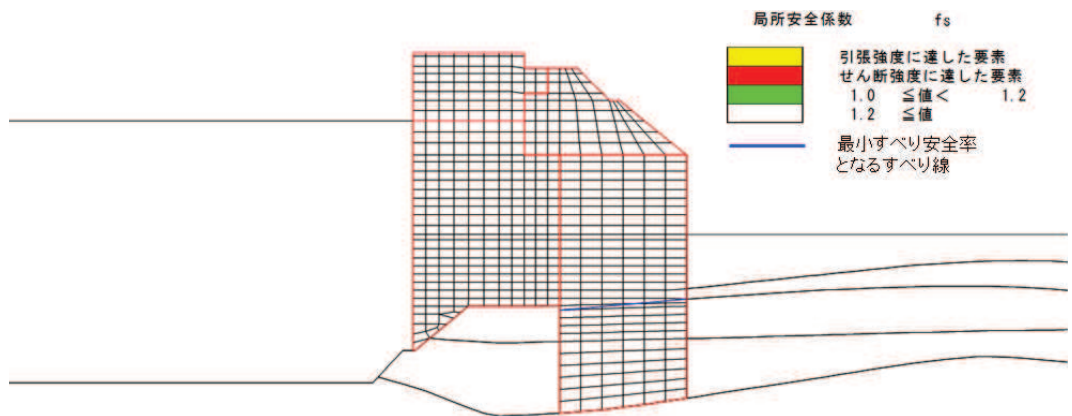 局所安全係数 fs
引張強度に達した要素
せん断強度に達した要素
1.0 ≦値< 1.2
1.2 ≦値
最小すべり安全率
となるすべり線